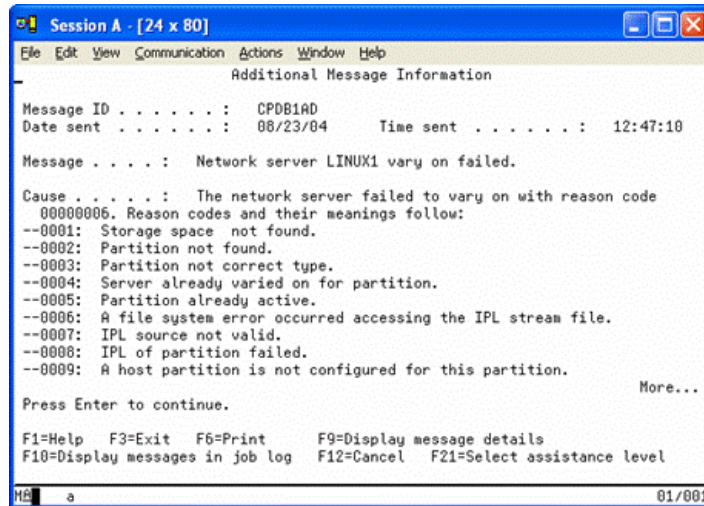 Session A - [24 x 80]
File Edit View Communication Actions Window Help
Additional Message Information
Message ID . . . . . . : CPDB1AD
Date sent . . . . . . : 08/23/04 Time sent . . . . . . : 12:47:10
Message . . . . : Network server LINUX1 vary on failed.
Cause . . . . . : The network server failed to vary on with reason code
00000006. Reason codes and their meanings follow:
--0001: Storage space not found.
--0002: Partition not found.
--0003: Partition not correct type.
--0004: Server already varied on for partition.
--0005: Partition already active.
--0006: A file system error occurred accessing the IPL stream file.
--0007: IPL source not valid.
--0008: IPL of partition failed.
--0009: A host partition is not configured for this partition.
More...
Press Enter to continue.
F1=Help F3=Exit F6=Print F9=Display message details
F10=Display messages in job log F12=Cancel F21=Select assistance level
MA a 01/001